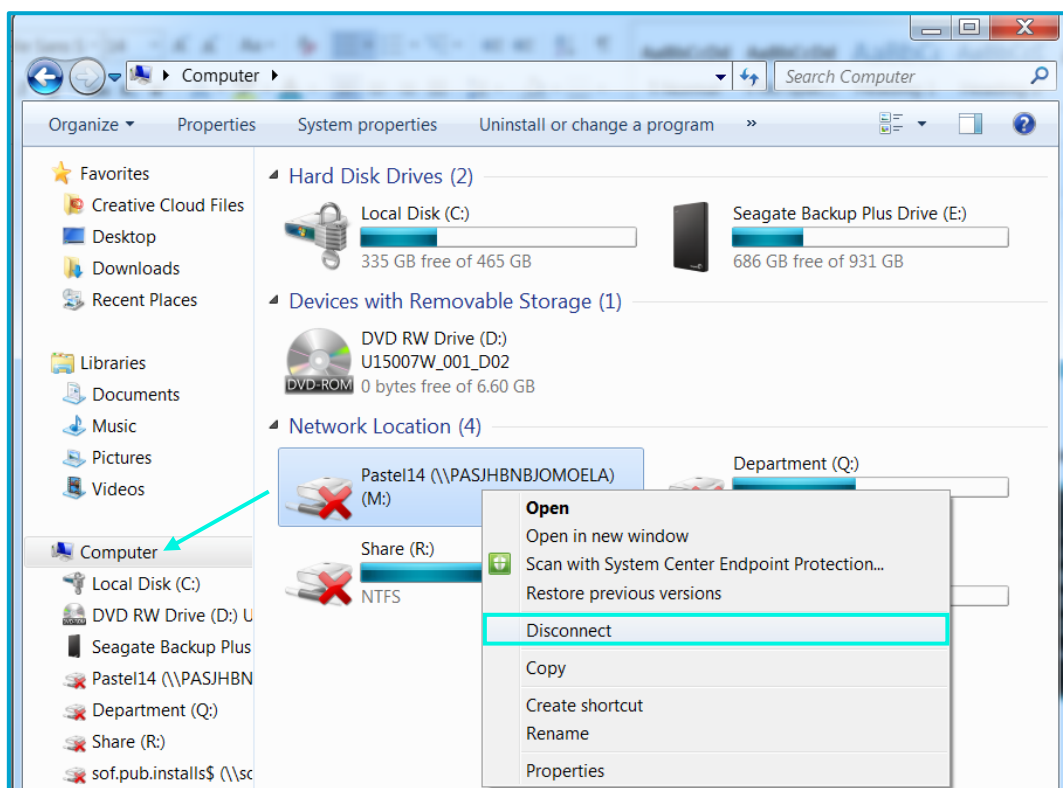 Computer
Search Computer
Organize
Properties
System properties
Uninstall or change a program
»
Favorites
Creative Cloud Files
Desktop
Downloads
Recent Places
Libraries
Documents
Music
Pictures
Videos
Computer
Local Disk (C:)
DVD RW Drive (D:) U
Seagate Backup Plus
Pastel14 (\\PASJHBN
Department (Q:)
Share (R:)
sof.pub.installs$ (\\sc
Hard Disk Drives (2)
Local Disk (C:)
335 GB free of 465 GB
Seagate Backup Plus Drive (E:)
686 GB free of 931 GB
Devices with Removable Storage (1)
DVD RW Drive (D:)
U15007W_001_D02
DVD-ROM
0 bytes free of 6.60 GB
Network Location (4)
Pastel14 (\\PASJHBNBJOMOELA)
(M:)
Department (Q:)
Share (R:)
NTFS
Open
Open in new window
Scan with System Center Endpoint Protection...
Restore previous versions
Disconnect
Copy
Create shortcut
Rename
Properties